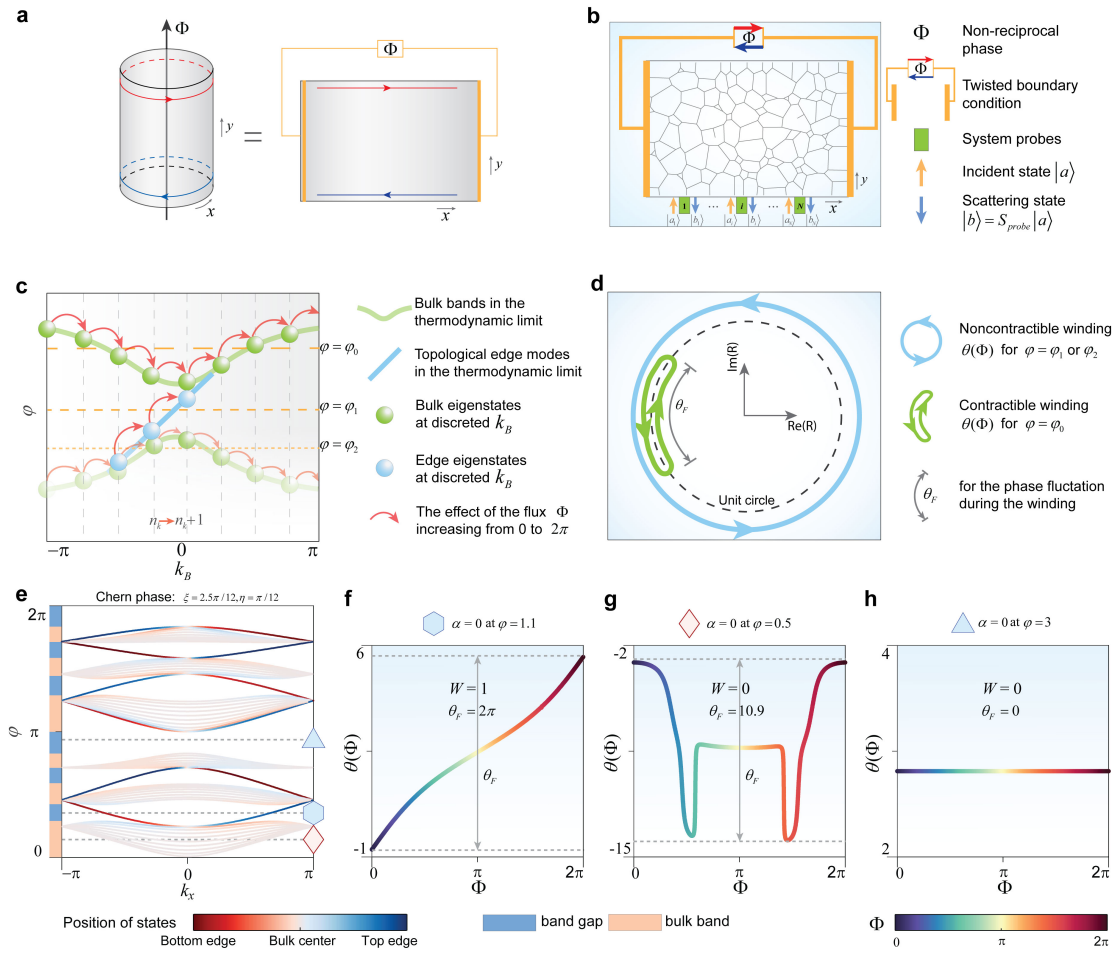 a
Φ
y
x
=
Φ
y
x
b
Φ
y
x
1 ... i ... N
|a₁⟩ |b₁⟩ |aᵢ⟩ |bᵢ⟩
Φ
Non-reciprocal
phase
Φ
Twisted boundary
condition
System probes
Incident state |a⟩
Scattering state
|b⟩ = S_probe |a⟩
c
φ
φ = φ₀
φ = φ₁
φ = φ₂
n_k → n_k + 1
−π 0 π
k_B
Bulk bands in the
thermodynamic limit
Topological edge modes
in the thermodynamic limit
Bulk eigenstates
at discreted k_B
Edge eigenstates
at discreted k_B
The effect of the flux Φ
increasing from 0 to 2π
d
Im(R)
Re(R)
θ_F
Unit circle
Noncontractible winding
θ(Φ) for φ = φ₁ or φ₂
Contractible winding
θ(Φ) for φ = φ₀
θ_F
for the phase fluctation
during the winding
e
Chern phase: ξ = 2.5π/12, η = π/12
2π
π
0
φ
−π 0 π
k_x
f
α = 0 at φ = 1.1
6
W = 1
θ_F = 2π
θ(Φ)
θ_F
-1
0 π 2π
Φ
g
α = 0 at φ = 0.5
-2
W = 0
θ_F = 10.9
θ(Φ)
θ_F
-15
0 π 2π
Φ
h
α = 0 at φ = 3
4
W = 0
θ_F = 0
θ(Φ)
2
0 π 2π
Φ
Position of states
Bottom edge Bulk center Top edge
band gap
bulk band
Φ
0 π 2π